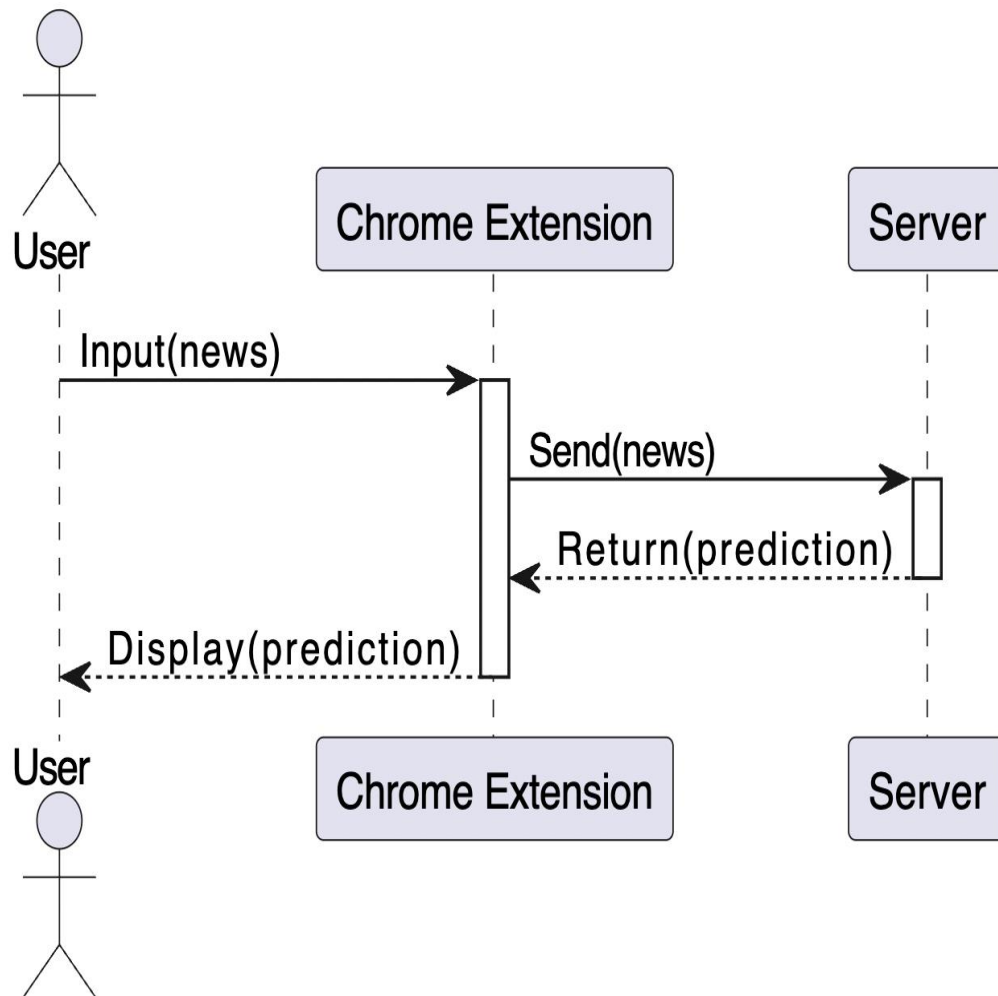 User
Chrome Extension
Server
Input(news)
Send(news)
Return(prediction)
Display(prediction)
User
Chrome Extension
Server